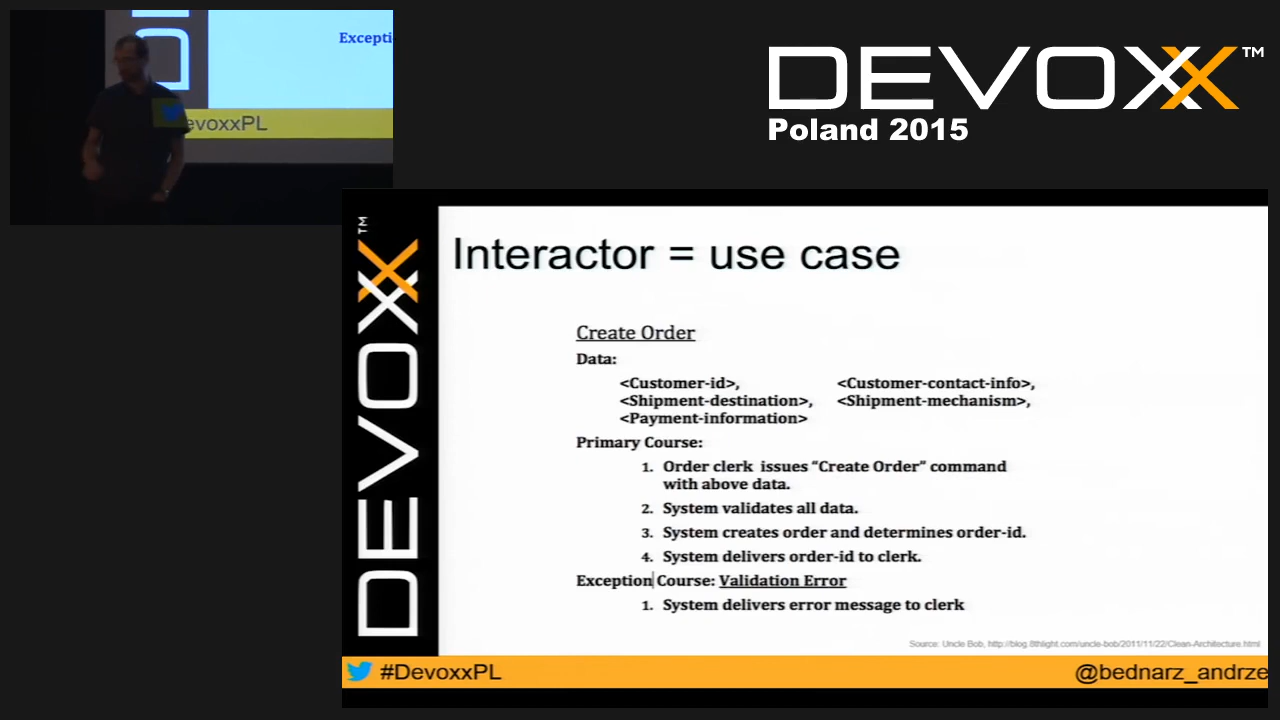 Excepti
evoxxPL
DEVOXX™
Poland 2015
DEVOXX™
Interactor = use case
Create Order
Data:
<Customer-id>, <Customer-contact-info>,
<Shipment-destination>, <Shipment-mechanism>,
<Payment-information>
Primary Course:
1. Order clerk issues “Create Order” command
with above data.
2. System validates all data.
3. System creates order and determines order-id.
4. System delivers order-id to clerk.
Exception Course: Validation Error
1. System delivers error message to clerk
Source: Uncle Bob, http://blog.8thlight.com/uncle-bob/2011/11/22/Clean-Architecture.html
#DevoxxPL
@bednarz_andrze